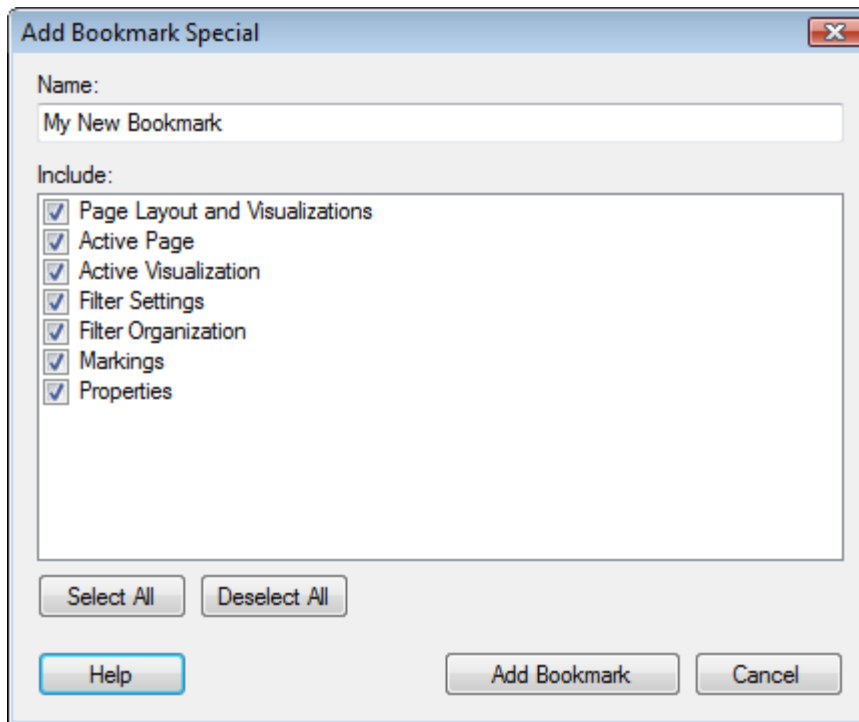 Add Bookmark Special
Name:
My New Bookmark
Include:
Page Layout and Visualizations
Active Page
Active Visualization
Filter Settings
Filter Organization
Markings
Properties
Select All Deselect All
Help Add Bookmark Cancel